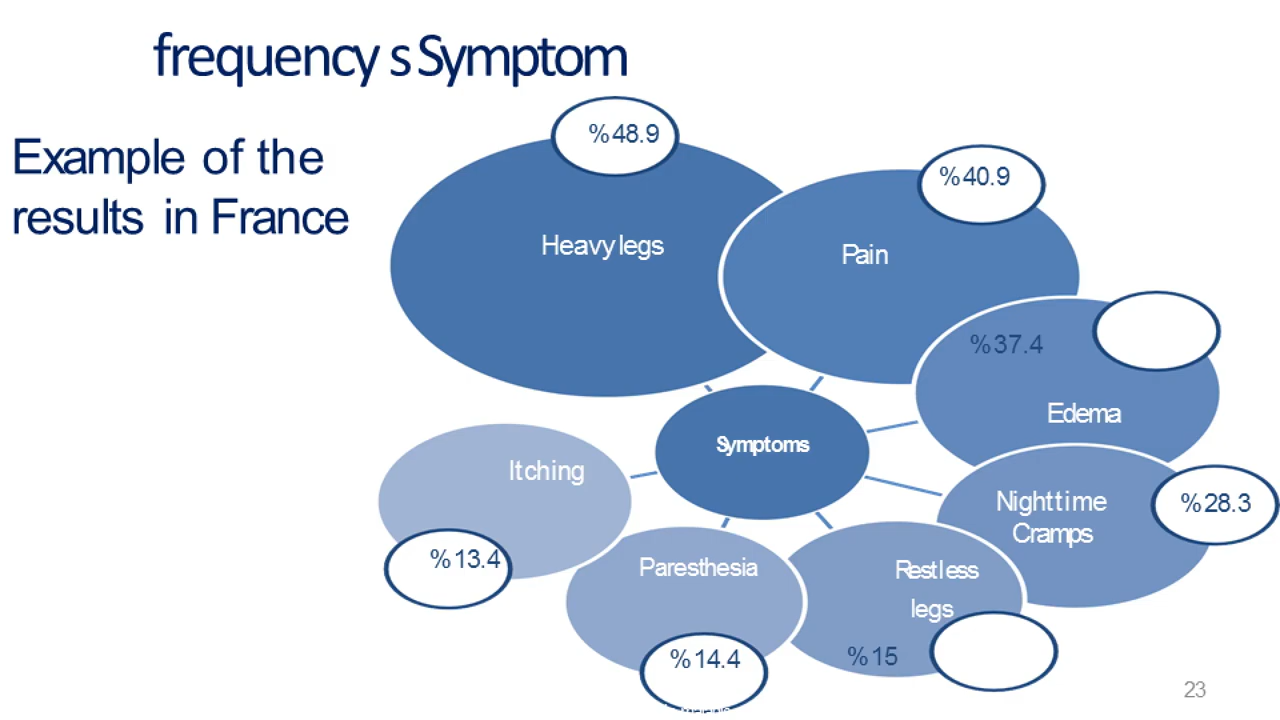 frequency s Symptom
Example of the
results in France
%48.9
Heavy legs
%40.9
Pain
%37.4
Edema
Symptoms
Nighttime
Cramps
%28.3
Itching
%13.4
Paresthesia
%14.4
Restless
legs
%15
23